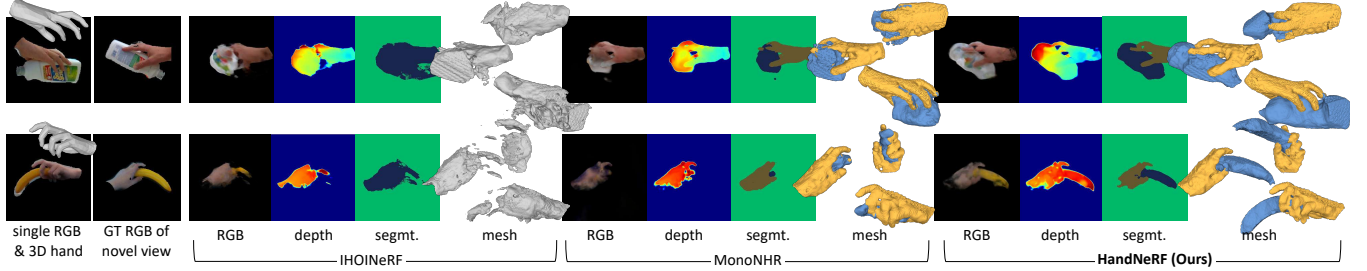 single RGB
& 3D hand
GT RGB of
novel view
RGB depth segmt. mesh
IHOINeRF
RGB depth segmt. mesh
MonoNHR
RGB depth segmt. mesh
HandNeRF (Ours)